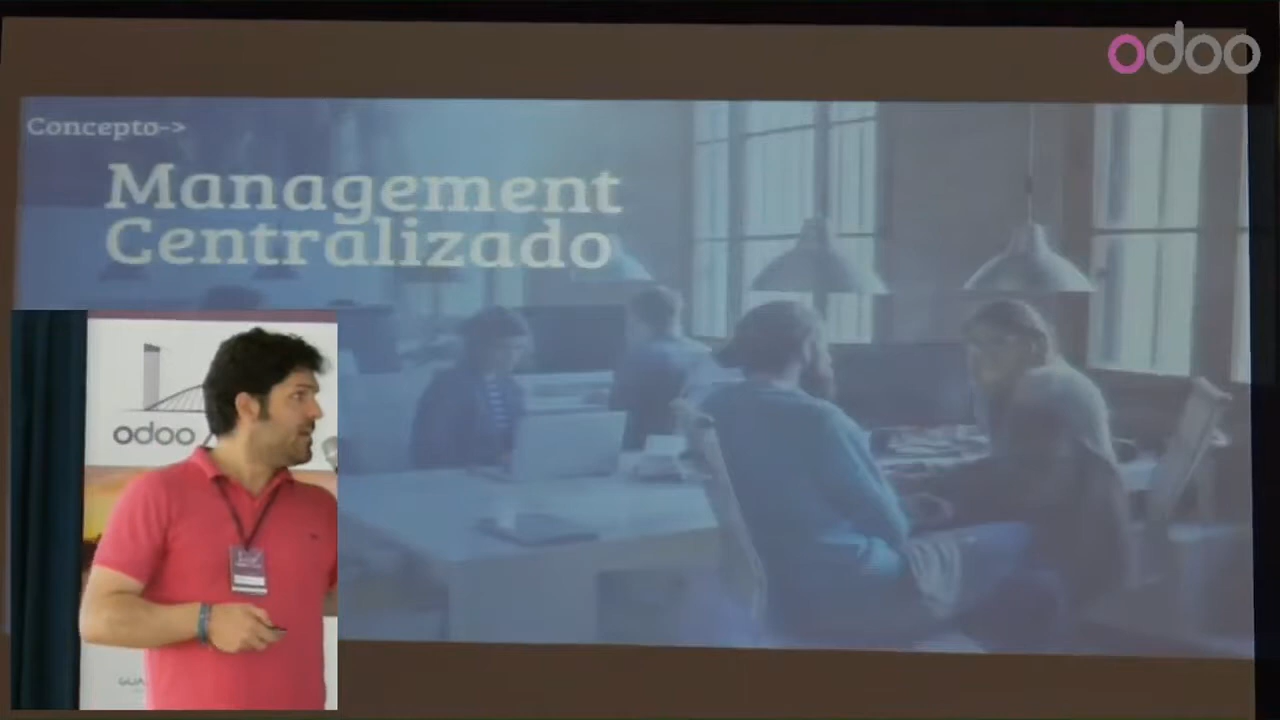 odoo
Concepto->
Management
Centralizado
odoo